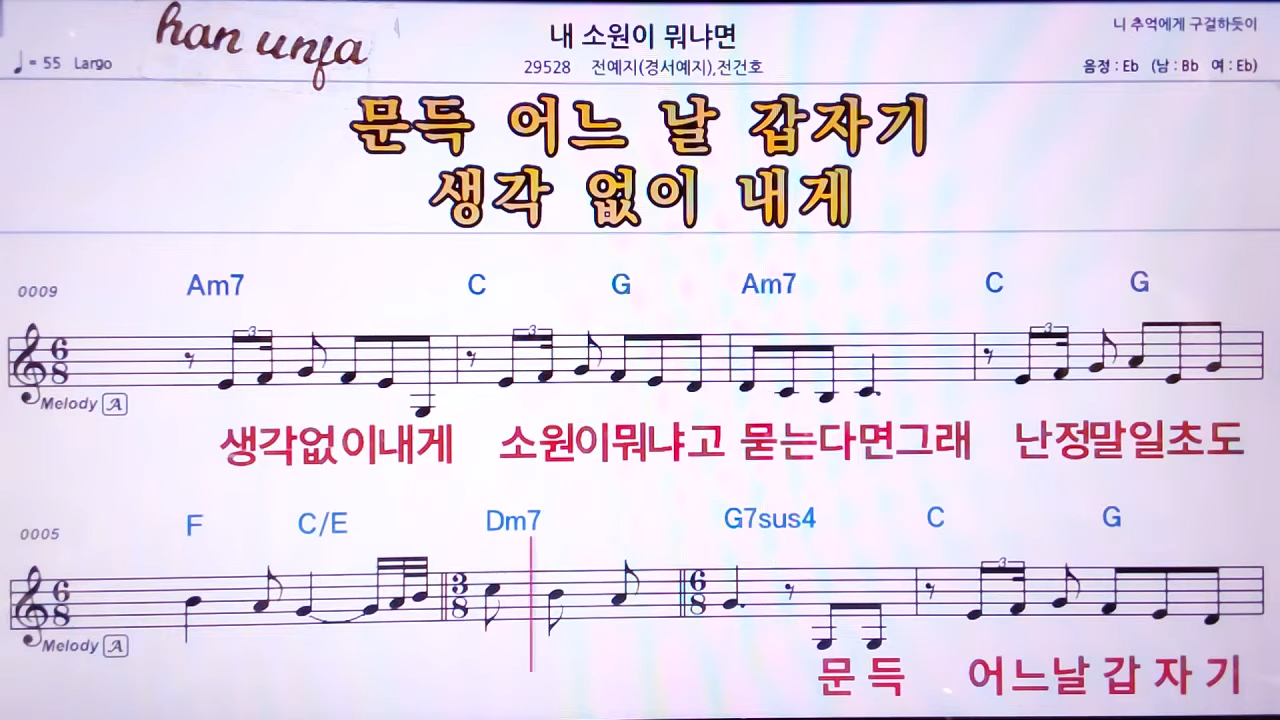 han unfa
♩= 55 Largo
내 소원이 뭐냐면
29528 전예지(경서예지),전건호
니 추억에게 구걸하듯이
음정 : Eb (남 : Bb 여 : Eb)
문득 어느 날 갑자기
생각 없이 내게
0009
Am7 C G Am7 C G
3 3 3
6 8
Melody A
생각없이내게 소원이뭐냐고 묻는다면그래 난정말일초도
0005
F C/E Dm7 G7sus4 C G
3
6 8 3 8 6 8
Melody A
문득 어느날갑자기